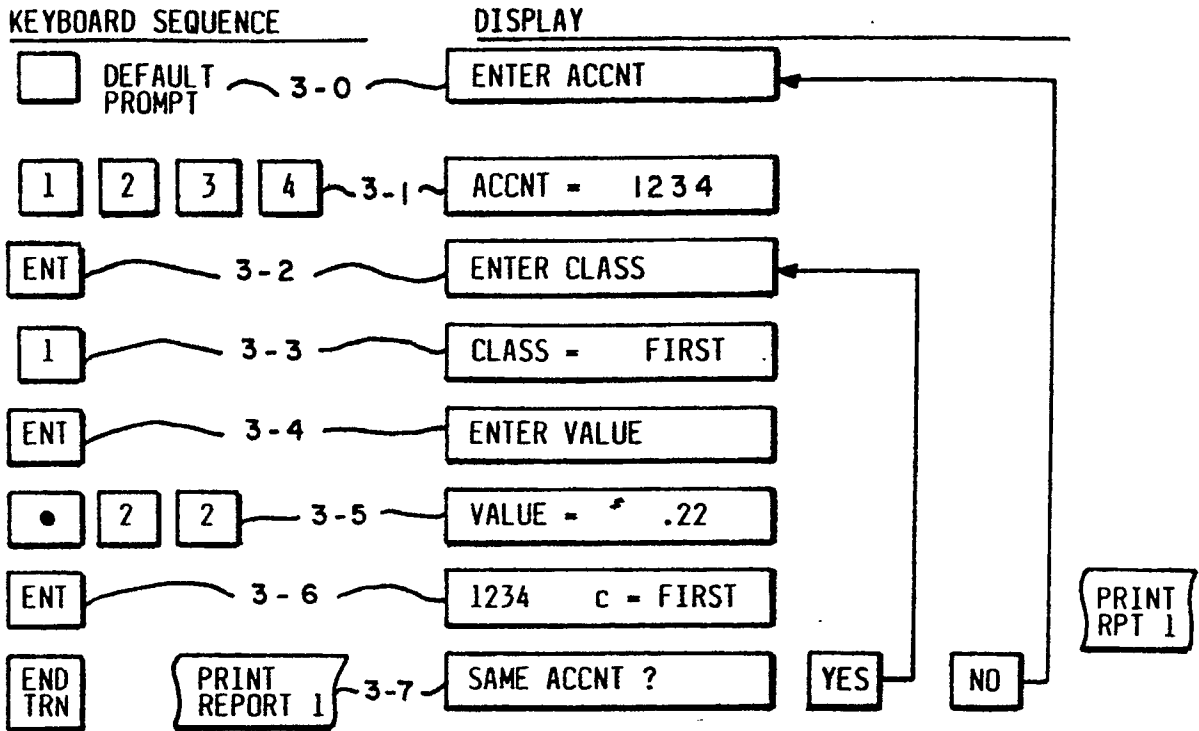 KEYBOARD SEQUENCE DISPLAY
DEFAULT PROMPT 3-0 ENTER ACCNT
1 2 3 4 3-1 ACCNT = 1234
ENT 3-2 ENTER CLASS
1 3-3 CLASS = FIRST
ENT 3-4 ENTER VALUE
• 2 2 3-5 VALUE = .22
ENT 3-6 1234 c = FIRST
PRINT
RPT 1
END
TRN
PRINT
REPORT 1
3-7 SAME ACCNT ? YES NO